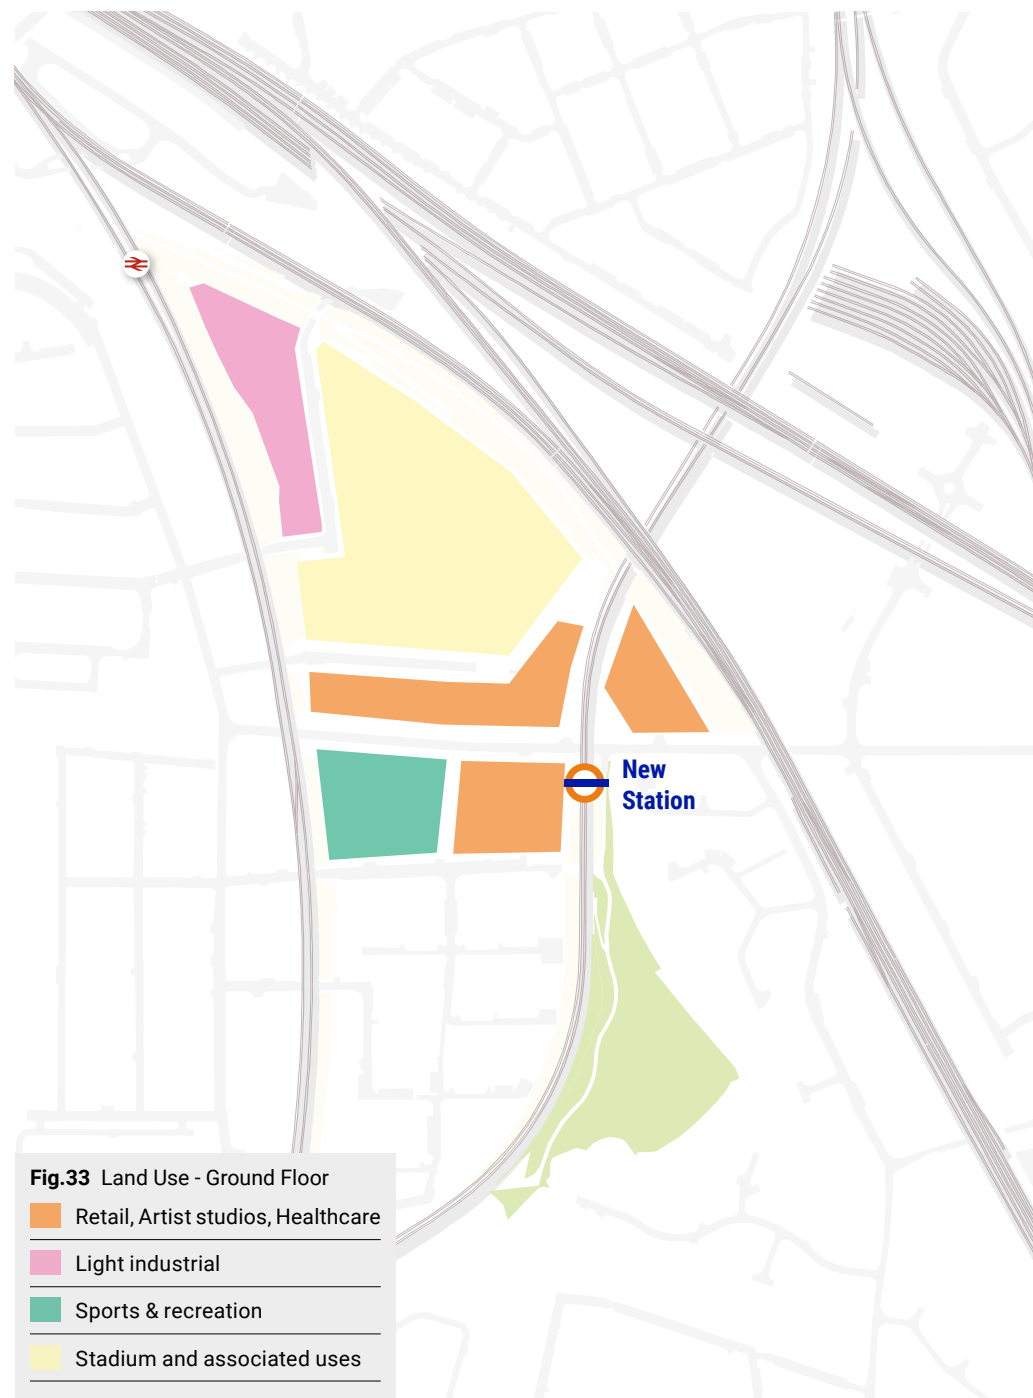 New
Station
Fig.33 Land Use - Ground Floor
Retail, Artist studios, Healthcare
Light industrial
Sports & recreation
Stadium and associated uses